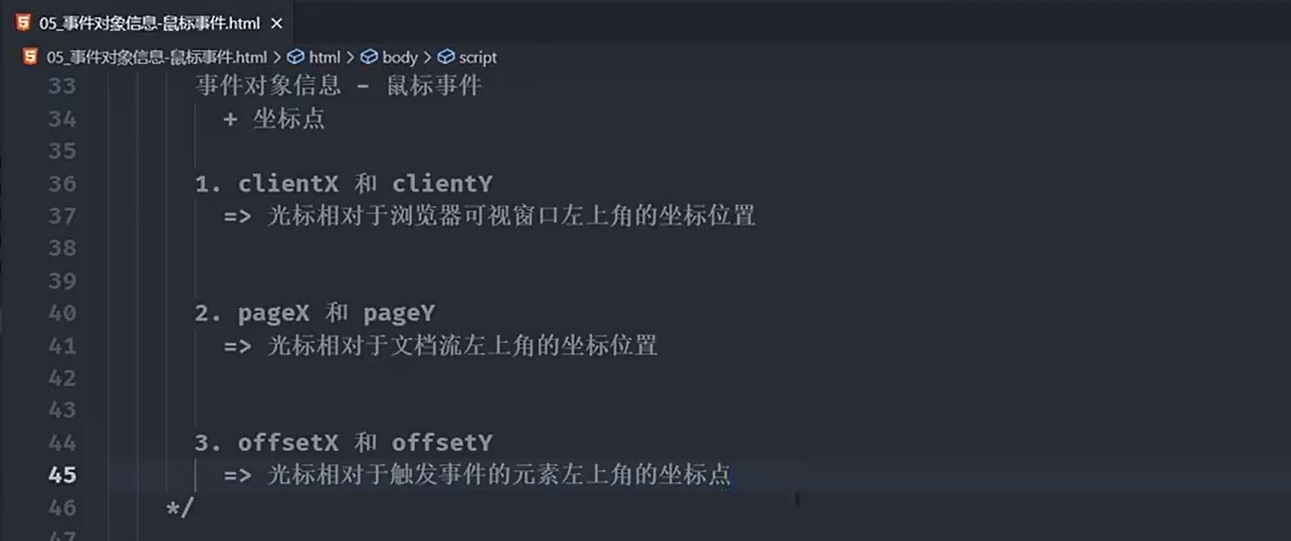 05_事件对象信息-鼠标事件.html ×
05_事件对象信息-鼠标事件.html > html > body > script
33 事件对象信息 - 鼠标事件
34 + 坐标点
35
36 1. clientX 和 clientY
37 => 光标相对于浏览器可视窗口左上角的坐标位置
38
39
40 2. pageX 和 pageY
41 => 光标相对于文档流左上角的坐标位置
42
43
44 3. offsetX 和 offsetY
45 => 光标相对于触发事件的元素左上角的坐标点
46 */
47